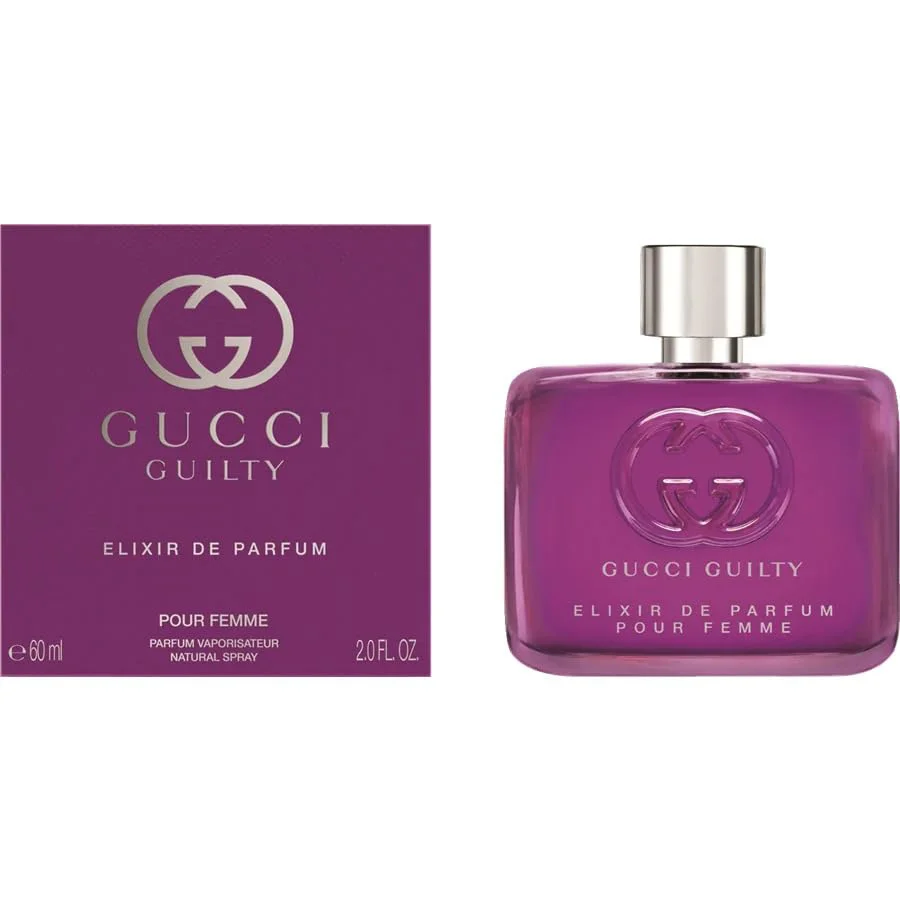 GUCCI
GUILTY
ELIXIR DE PARFUM
POUR FEMME
PARFUM VAPORISATEUR
NATURAL SPRAY
℮ 60 ml
2.0 FL. OZ.
GUCCI GUILTY
ELIXIR DE PARFUM
POUR FEMME